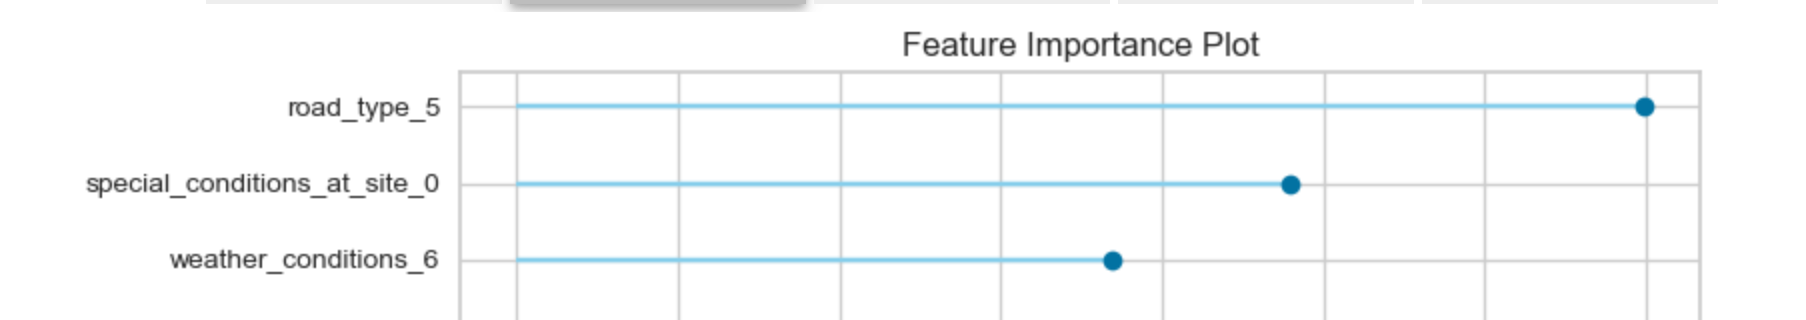 Feature Importance Plot
road_type_5
special_conditions_at_site_0
weather_conditions_6